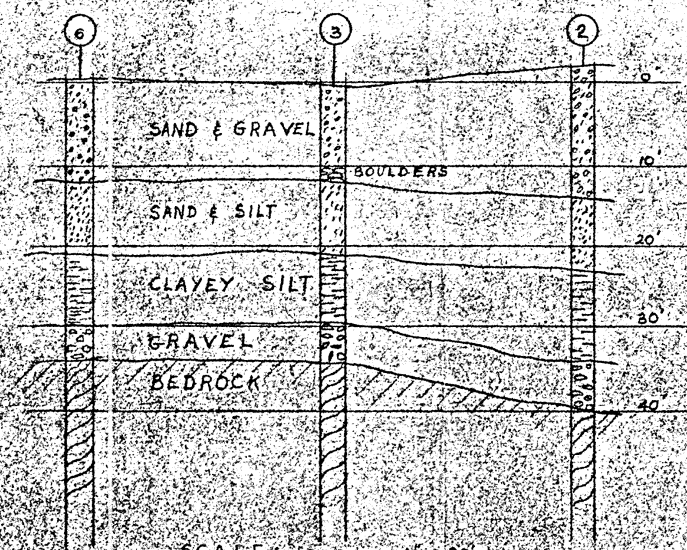 6 3 2
0'
SAND & GRAVEL
10'
BOULDERS
SAND & SILT
20'
CLAYEY SILT
30'
GRAVEL
BEDROCK
40'